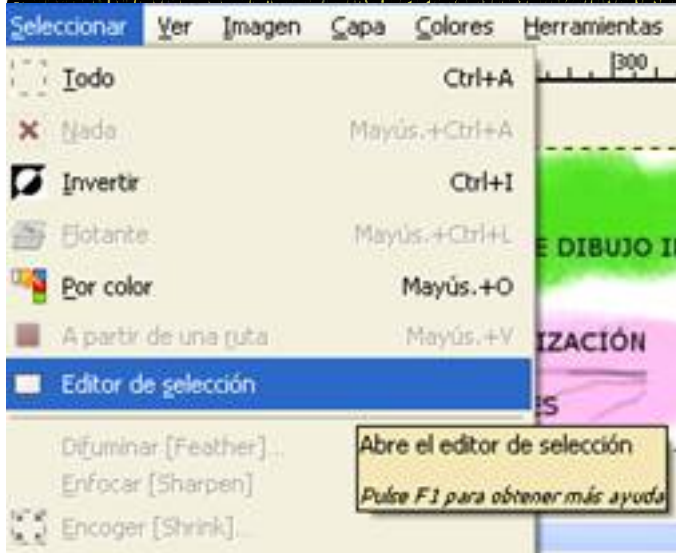 Seleccionar Ver Imagen Capa Colores Herramientas
Todo Ctrl+A
300
Nada Mayús.+Ctrl+A
Invertir Ctrl+I
Flotante Mayús.+Ctrl+L
E DIBUJO
Por color Mayús.+O
A partir de una ruta Mayús.+V
IZACIÓN
Editor de selección
ES
Difuminar [Feather]...
Abre el editor de selección
Enfocar [Sharpen]
Pulse F1 para obtener más ayuda
Encoger [Shrink]...